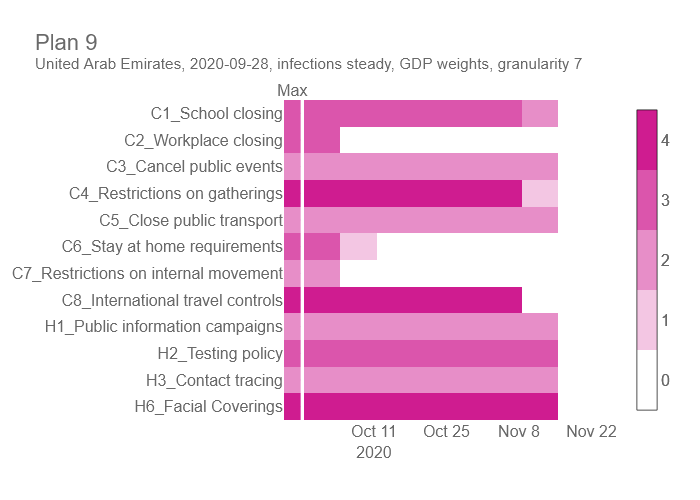 Plan 9
United Arab Emirates, 2020-09-28, infections steady, GDP weights, granularity 7
Max
C1_School closing
C2_Workplace closing
C3_Cancel public events
C4_Restrictions on gatherings
C5_Close public transport
C6_Stay at home requirements
C7_Restrictions on internal movement
C8_International travel controls
H1_Public information campaigns
H2_Testing policy
H3_Contact tracing
H6_Facial Coverings
Oct 11 Oct 25 Nov 8 Nov 22
2020
4
3
2
1
0